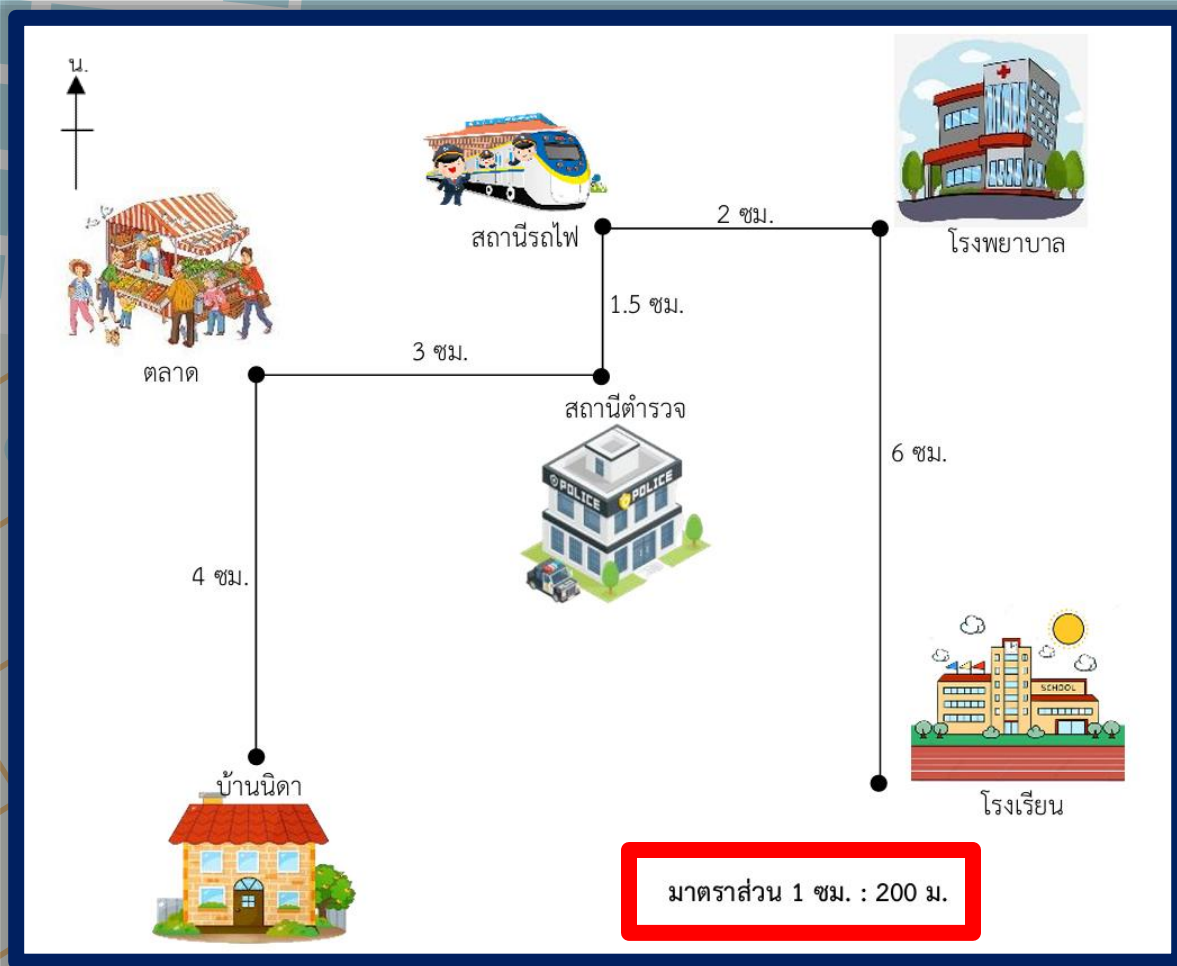 น.
สถานีรถไฟ
2 ซม.
โรงพยาบาล
1.5 ซม.
ตลาด
3 ซม.
สถานีตำรวจ
POLICE
POLICE
6 ซม.
4 ซม.
SCHOOL
บ้านนิดา
โรงเรียน
มาตราส่วน 1 ซม. : 200 ม.